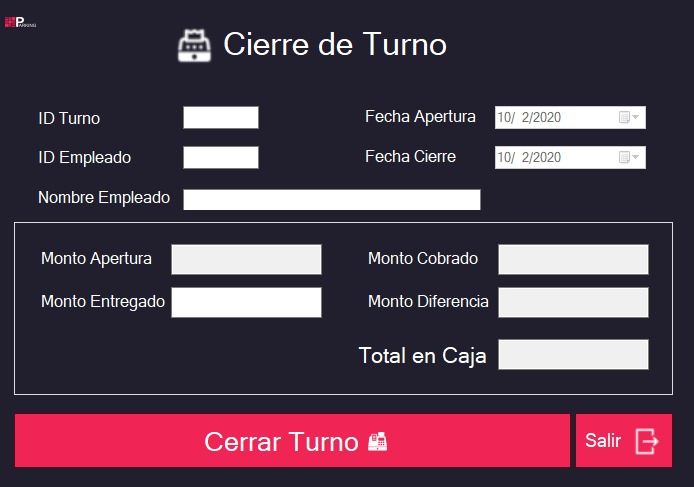 PARKING
Cierre de Turno
ID Turno
Fecha Apertura 10/ 2/2020
ID Empleado
Fecha Cierre 10/ 2/2020
Nombre Empleado
Monto Apertura
Monto Cobrado
Monto Entregado
Monto Diferencia
Total en Caja
Cerrar Turno
Salir